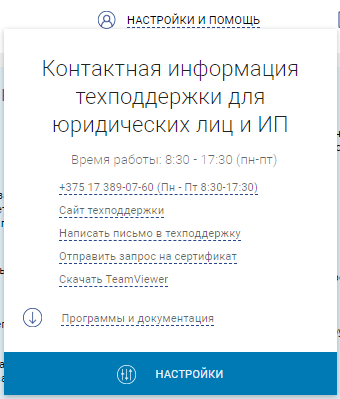 НАСТРОЙКИ И ПОМОЩЬ
Контактная информация
техподдержки для
юридических лиц и ИП
Время работы: 8:30 - 17:30 (пн-пт)
+375 17 389-07-60 (Пн - Пт 8:30-17:30)
Сайт техподдержки
Написать письмо в техподдержку
Отправить запрос на сертификат
Скачать TeamViewer
Программы и документация
НАСТРОЙКИ